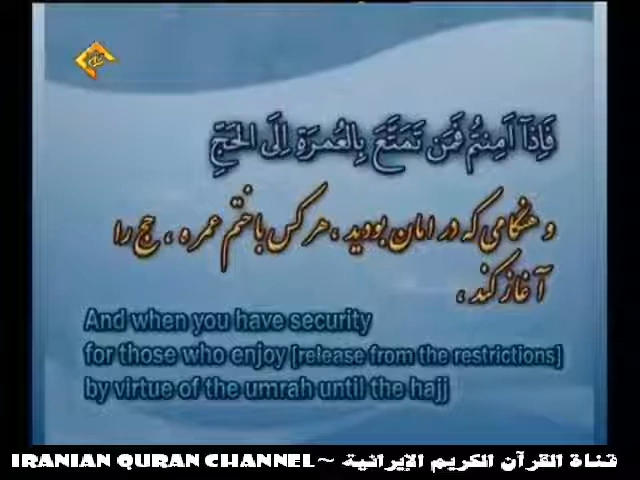 فَإِذَآ أَمِنتُمْ فَمَن تَمَتَّعَ بِالْعُمْرَةِ إِلَى الْحَجِّ
و هنگامی که در امان بودید ، هر کس با ختم عمره ، حج را
آغاز کند ،
And when you have security
for those who enjoy [release from the restrictions]
by virtue of the umrah until the hajj
IRANIAN QURAN CHANNEL~ قناة القرآن الكريم الإيرانية